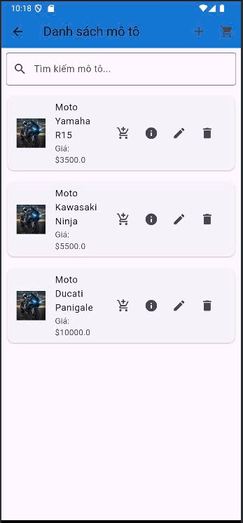 10:18
Danh sách mô tô
Tìm kiếm mô tô...
Moto
Yamaha
R15
Giá:
$3500.0
Moto
Kawasaki
Ninja
Giá:
$5500.0
Moto
Ducati
Panigale
Giá:
$10000.0